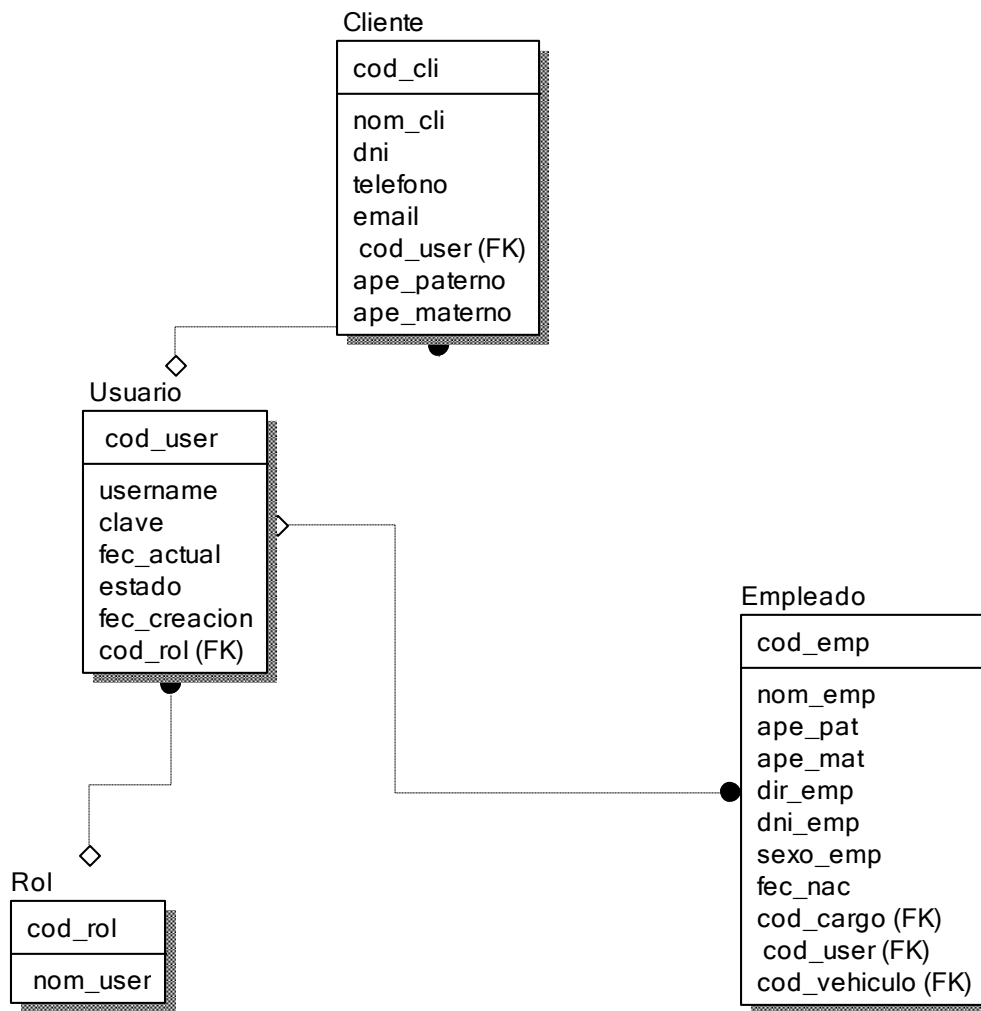 Cliente
cod_cli
nom_cli
dni
telefono
email
cod_user (FK)
ape_paterno
ape_materno
Usuario
cod_user
username
clave
fec_actual
estado
fec_creacion
cod_rol (FK)
Empleado
cod_emp
nom_emp
ape_pat
ape_mat
dir_emp
dni_emp
sexo_emp
fec_nac
cod_cargo (FK)
cod_user (FK)
cod_vehiculo (FK)
Rol
cod_rol
nom_user